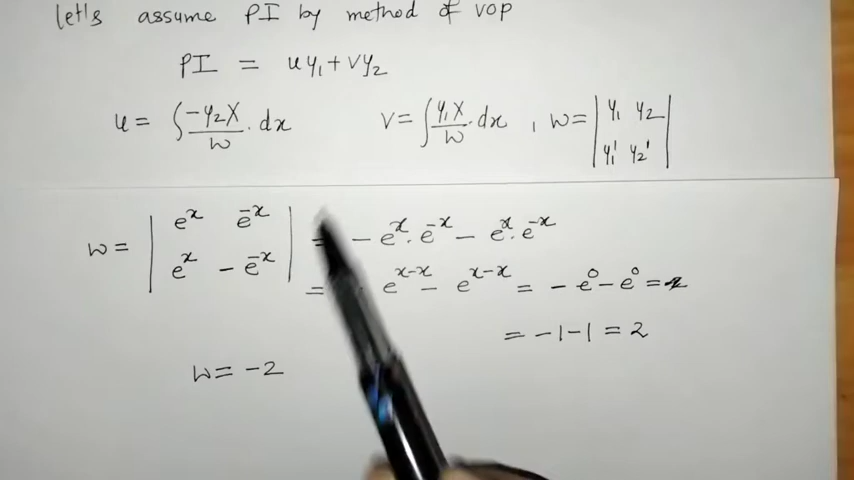 let's assume PI by method of VOP
PI = uy₁ + vy₂
u = ∫ -y₂X/W . dx    v = ∫ y₁X/W . dx , W = | y₁ y₂ |
| y₁' y₂' |
W = | eˣ e⁻ˣ | = - eˣ . e⁻ˣ - eˣ . e⁻ˣ
| eˣ - e⁻ˣ | = eˣ⁻ˣ - eˣ⁻ˣ = - e⁰ - e⁰ =
= -1-1 = 2
W = -2